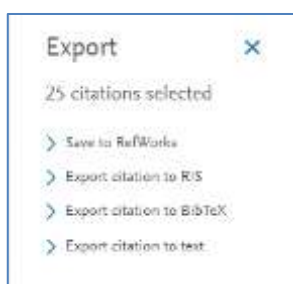 Export
25 citations selected
Save to RefWorks
Export citation to RIS
Export citation to BibTeX
Export citation to text